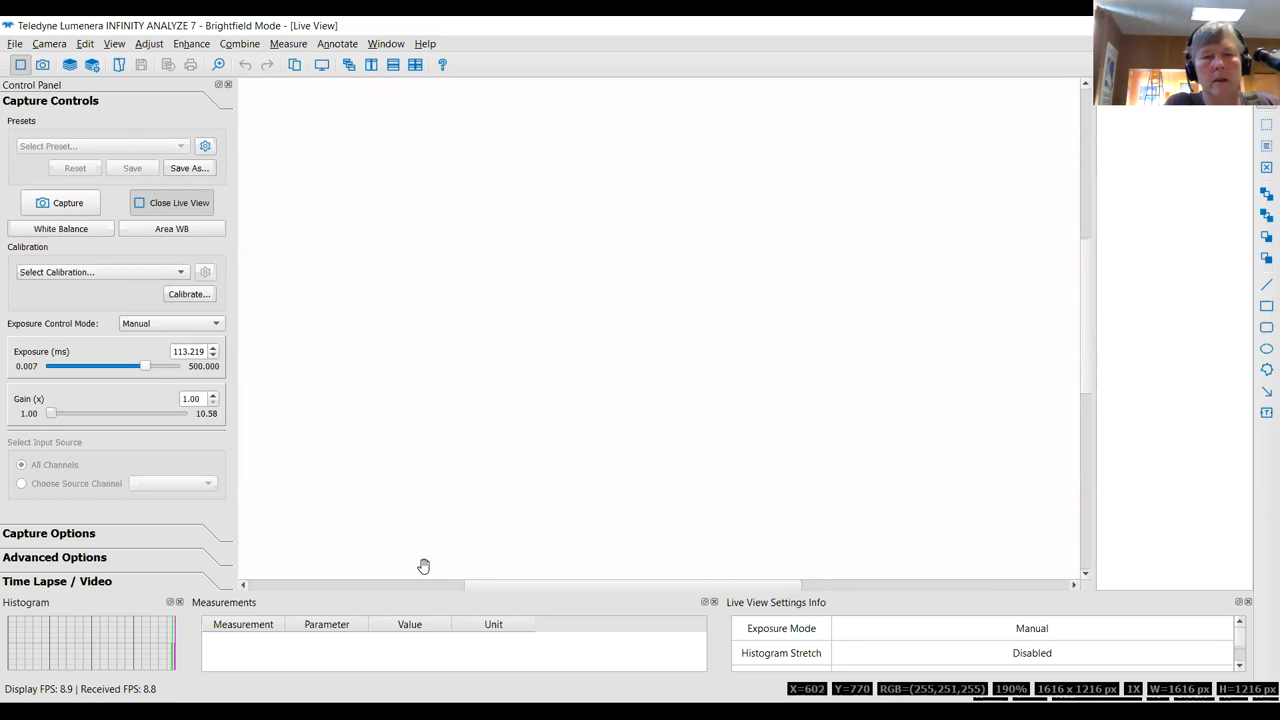 Teledyne Lumenera INFINITY ANALYZE 7 - Brightfield Mode - [Live View]
File Camera Edit View Adjust Enhance Combine Measure Annotate Window Help
Control Panel
Capture Controls
Presets
Select Preset...
Reset Save Save As...
Capture Close Live View
White Balance Area WB
Calibration
Select Calibration...
Calibrate...
Exposure Control Mode: Manual
Exposure (ms) 113.219
0.007 500.000
Gain (x) 1.00
1.00 10.58
Select Input Source
All Channels
Choose Source Channel
Capture Options
Advanced Options
Time Lapse / Video
Histogram
Measurements
Measurement Parameter Value Unit
Live View Settings Info
Exposure Mode Manual
Histogram Stretch Disabled
Display FPS: 8.9 | Received FPS: 8.8
X=602 Y=770 RGB=(255,251,255) 190% 1616 x 1216 px 1X W=1616 px H=1216 px